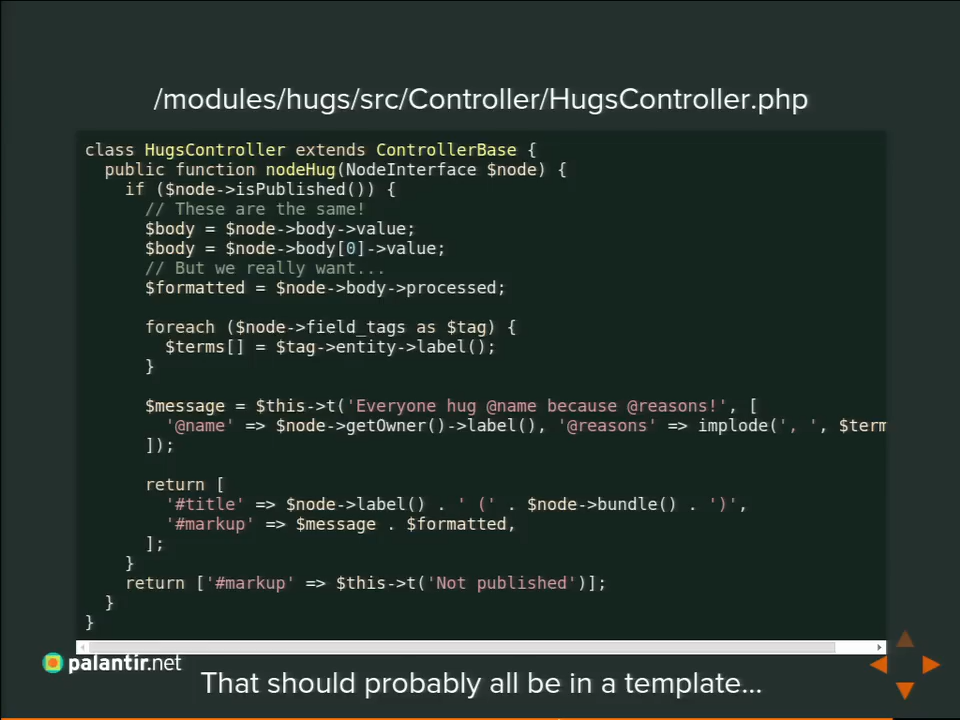 /modules/hugs/src/Controller/HugsController.php
class HugsController extends ControllerBase {
  public function nodeHug(NodeInterface $node) {
    if ($node->isPublished()) {
      // These are the same!
      $body = $node->body->value;
      $body = $node->body[0]->value;
      // But we really want...
      $formatted = $node->body->processed;
      foreach ($node->field_tags as $tag) {
        $terms[] = $tag->entity->label();
      }
      $message = $this->t('Everyone hug @name because @reasons!', [
        '@name' => $node->getOwner()->label(), '@reasons' => implode(', ', $term
      ]);
      return [
        '#title' => $node->label() . ' (' . $node->bundle() . ')',
        '#markup' => $message . $formatted,
      ];
    }
    return ['#markup' => $this->t('Not published')];
  }
}
palantir.net
That should probably all be in a template...